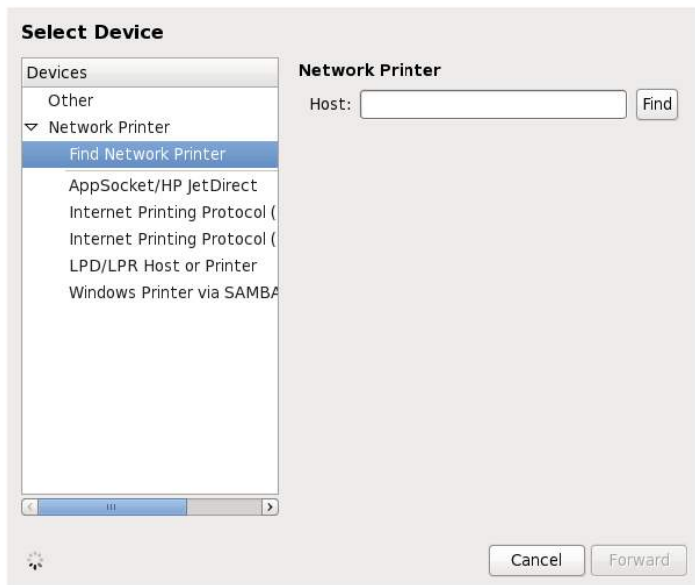 Select Device
Devices
Other
Network Printer
Find Network Printer
AppSocket/HP JetDirect
Internet Printing Protocol (
Internet Printing Protocol (
LPD/LPR Host or Printer
Windows Printer via SAMBA
Network Printer
Host:
Find
Cancel
Forward